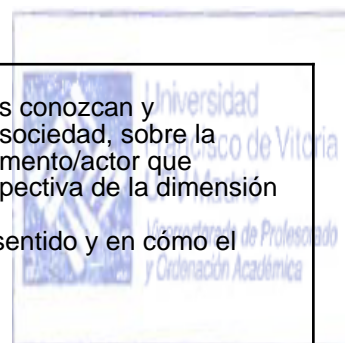 s conozcan y
sociedad, sobre la
mento/actor que
pectiva de la dimensión
sentido y en cómo el
Universidad
Francisco de Vitoria
Madrid
Vicerrectorado de Profesorado
y Ordenación Académica